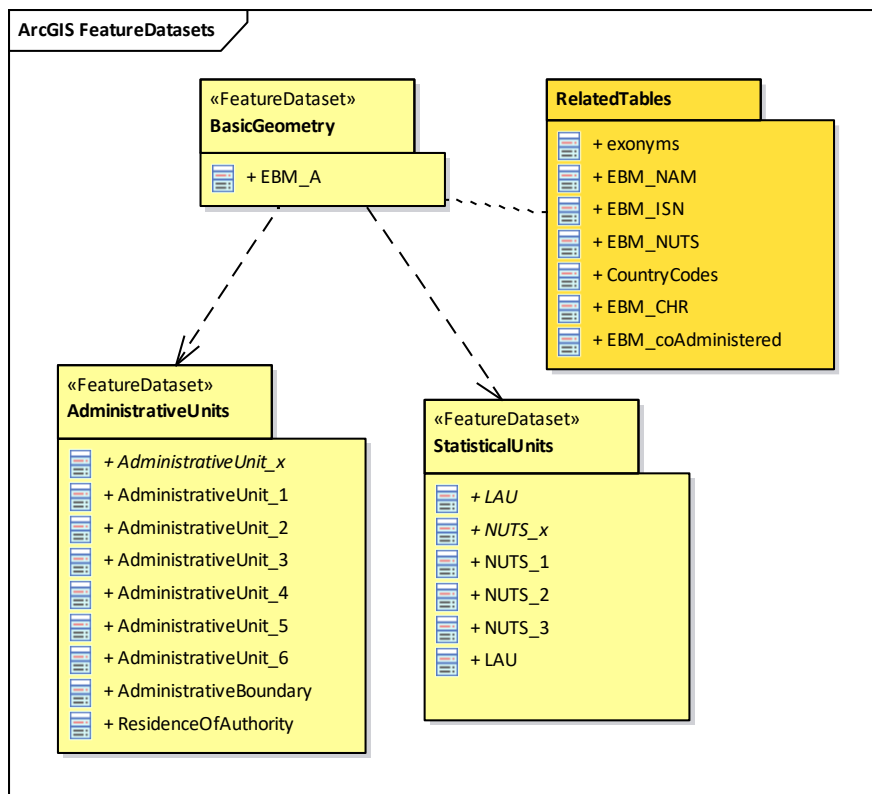 ArcGIS FeatureDatasets
«FeatureDataset»
BasicGeometry
+ EBM_A
RelatedTables
+ exonyms
+ EBM_NAM
+ EBM_ISN
+ EBM_NUTS
+ CountryCodes
+ EBM_CHR
+ EBM_coAdministered
«FeatureDataset»
AdministrativeUnits
+ AdministrativeUnit_x
+ AdministrativeUnit_1
+ AdministrativeUnit_2
+ AdministrativeUnit_3
+ AdministrativeUnit_4
+ AdministrativeUnit_5
+ AdministrativeUnit_6
+ AdministrativeBoundary
+ ResidenceOfAuthority
«FeatureDataset»
StatisticalUnits
+ LAU
+ NUTS_x
+ NUTS_1
+ NUTS_2
+ NUTS_3
+ LAU